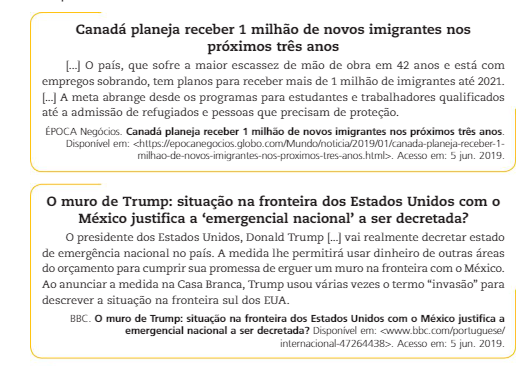 Canadá planeja receber 1 milhão de novos imigrantes nos
próximos três anos
[...] O país, que sofre a maior escassez de mão de obra em 42 anos e está com
empregos sobrando, tem planos para receber mais de 1 milhão de imigrantes até 2021.
[...] A meta abrange desde os programas para estudantes e trabalhadores qualificados
até a admissão de refugiados e pessoas que precisam de proteção.
ÉPOCA Negócios. Canadá planeja receber 1 milhão de novos imigrantes nos próximos três anos.
Disponível em: <https://epocanegocios.globo.com/Mundo/noticia/2019/01/canada-planeja-receber-1-
milhao-de-novos-imigrantes-nos-proximos-tres-anos.html>. Acesso em: 5 jun. 2019.
O muro de Trump: situação na fronteira dos Estados Unidos com o
México justifica a ‘emergencial nacional’ a ser decretada?
O presidente dos Estados Unidos, Donald Trump [...] vai realmente decretar estado
de emergência nacional no país. A medida lhe permitirá usar dinheiro de outras áreas
do orçamento para cumprir sua promessa de erguer um muro na fronteira com o México.
Ao anunciar a medida na Casa Branca, Trump usou várias vezes o termo “invasão” para
descrever a situação na fronteira sul dos EUA.
BBC. O muro de Trump: situação na fronteira dos Estados Unidos com o México justifica a
emergencial nacional a ser decretada? Disponível em: <www.bbc.com/portuguese/
internacional-47264438>. Acesso em: 5 jun. 2019.